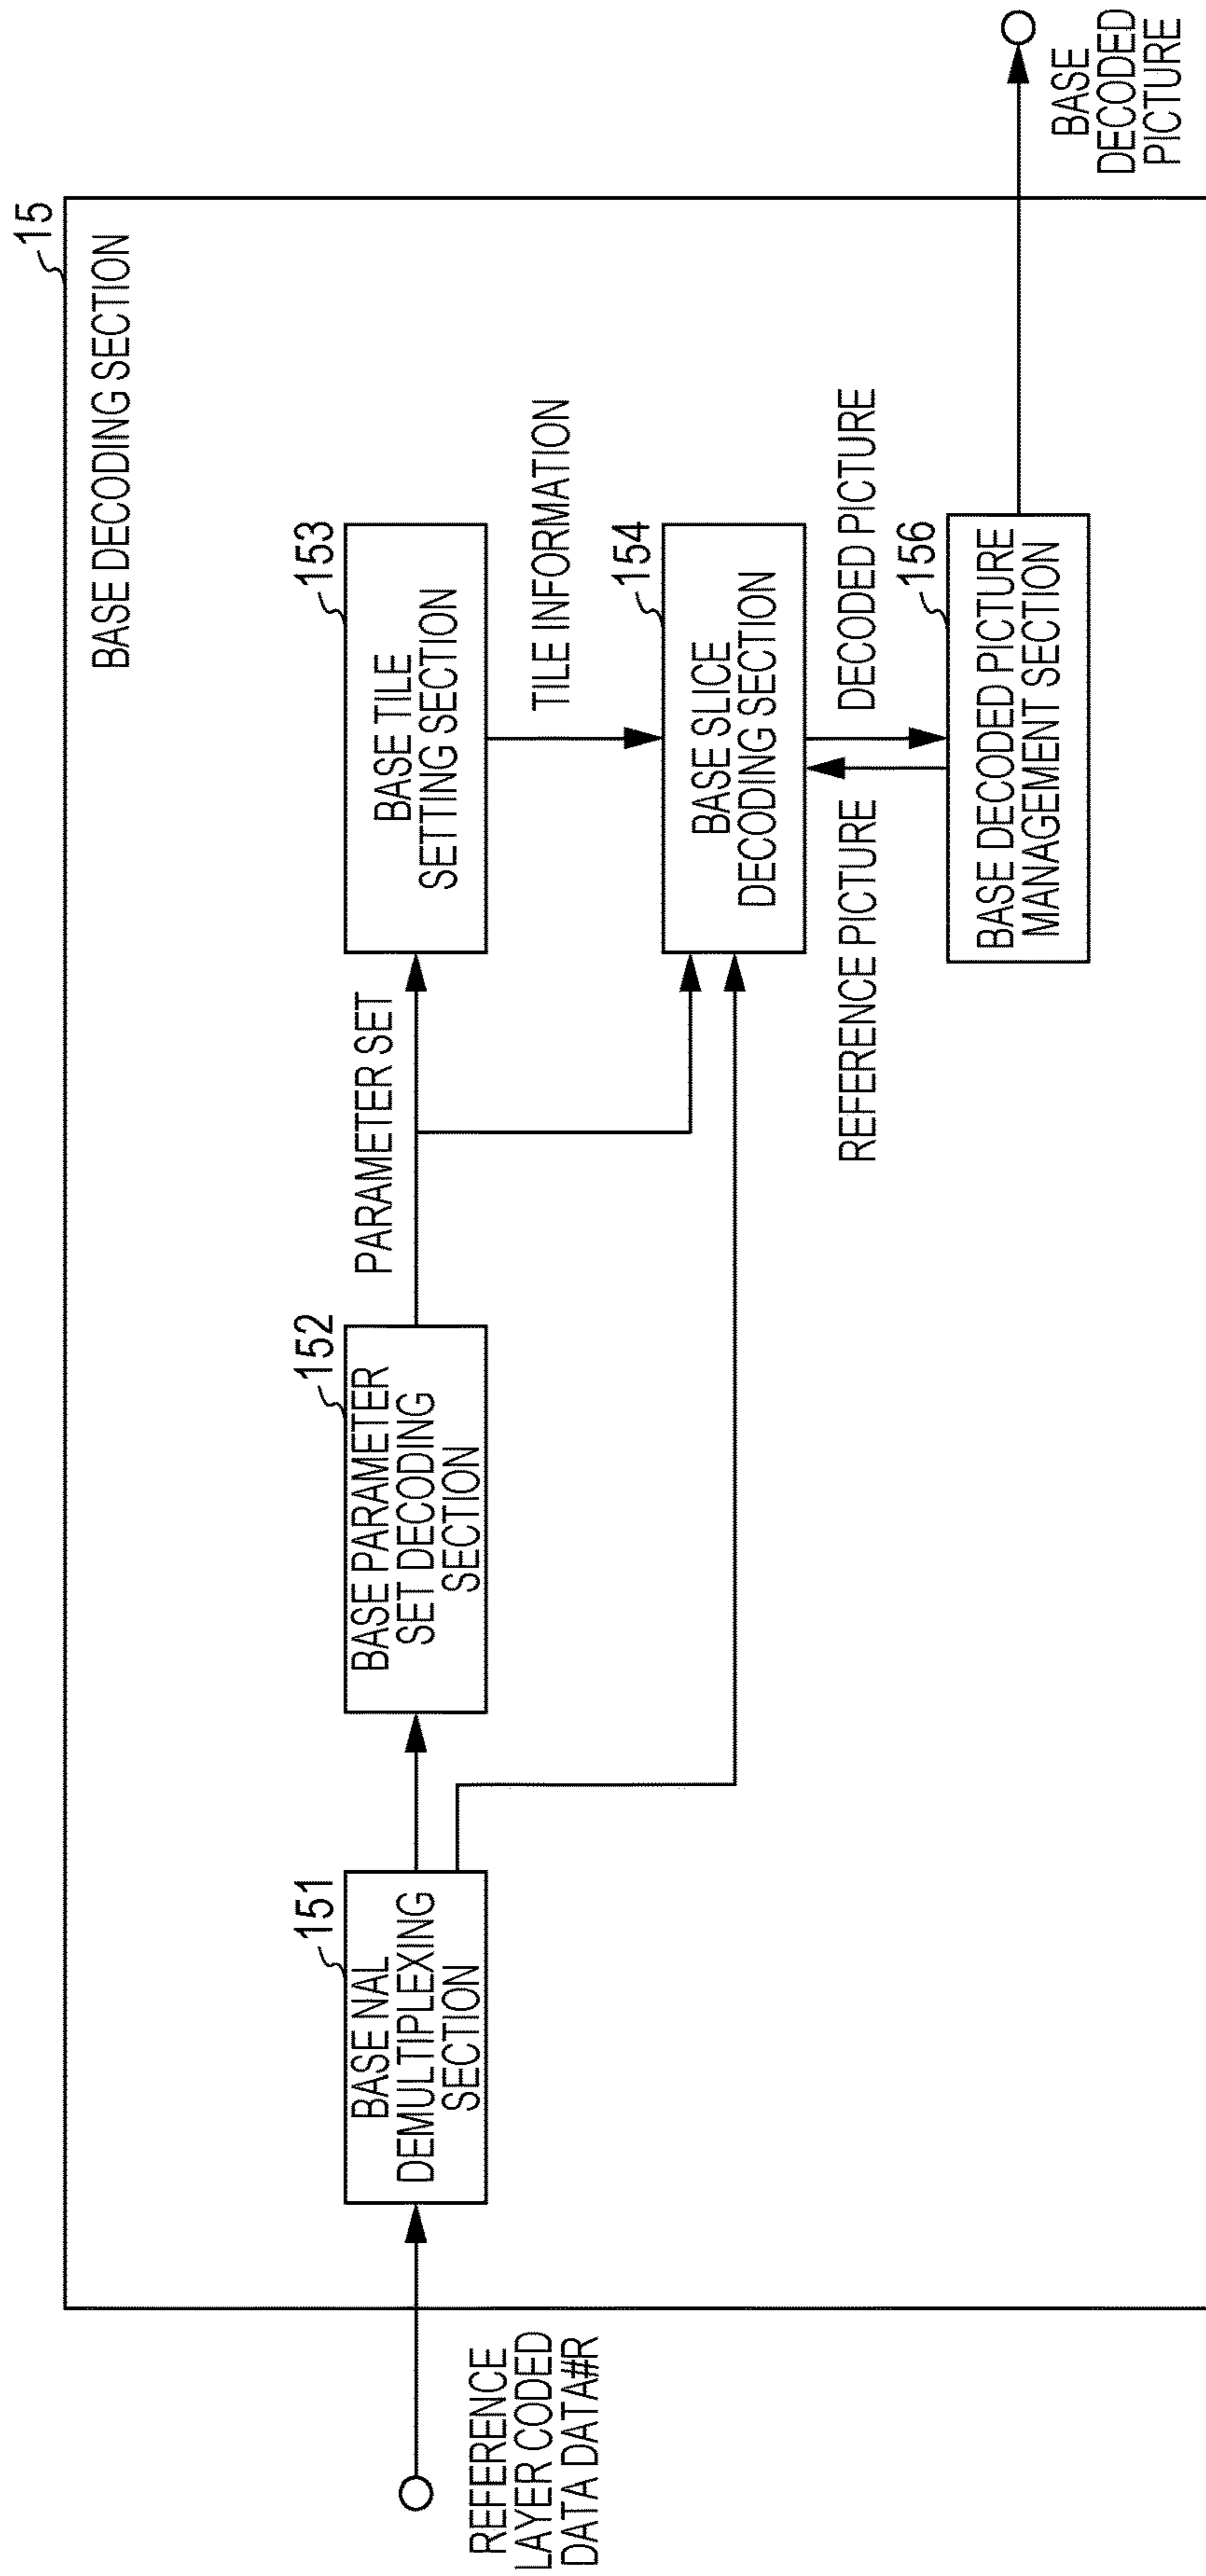 15
BASE DECODING SECTION
151
BASE NAL
DEMULTIPLEXING
SECTION
152
BASE PARAMETER
SET DECODING
SECTION
PARAMETER SET
153
BASE TILE
SETTING SECTION
TILE INFORMATION
154
BASE SLICE
DECODING SECTION
REFERENCE PICTURE
DECODED PICTURE
156
BASE DECODED PICTURE
MANAGEMENT SECTION
REFERENCE
LAYER CODED
DATA DATA#R
BASE
DECODED
PICTURE